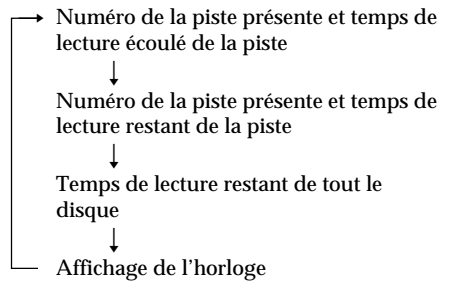 Numéro de la piste présente et temps de
lecture écoulé de la piste
Numéro de la piste présente et temps de
lecture restant de la piste
Temps de lecture restant de tout le
disque
Affichage de l'horloge